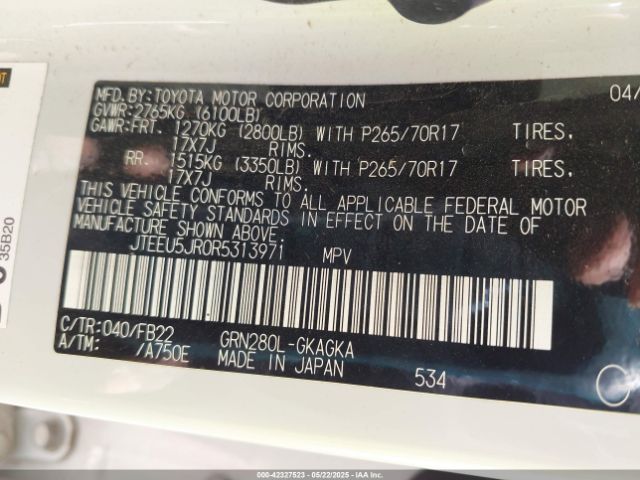 MFD.BY:TOYOTA MOTOR CORPORATION 04/
GVWR:2765KG (6100LB)
GAWR:FRT. 1270KG (2800LB) WITH P265/70R17 TIRES,
17X7J RIMS.
RR. 1515KG (3350LB) WITH P265/70R17 TIRES,
17X7J RIMS.
THIS VEHICLE CONFORMS TO ALL APPLICABLE FEDERAL MOTOR
VEHICLE SAFETY STANDARDS IN EFFECT ON THE DATE OF
MANUFACTURE SHOWN ABOVE.
JTEEU5JR0R5313971 MPV
C/TR:040/FB22 GRN280L-GKAGKA
A/TM: /A750E MADE IN JAPAN
534
35B20
000-42327523 - 05/22/2025 - IAAI.COM